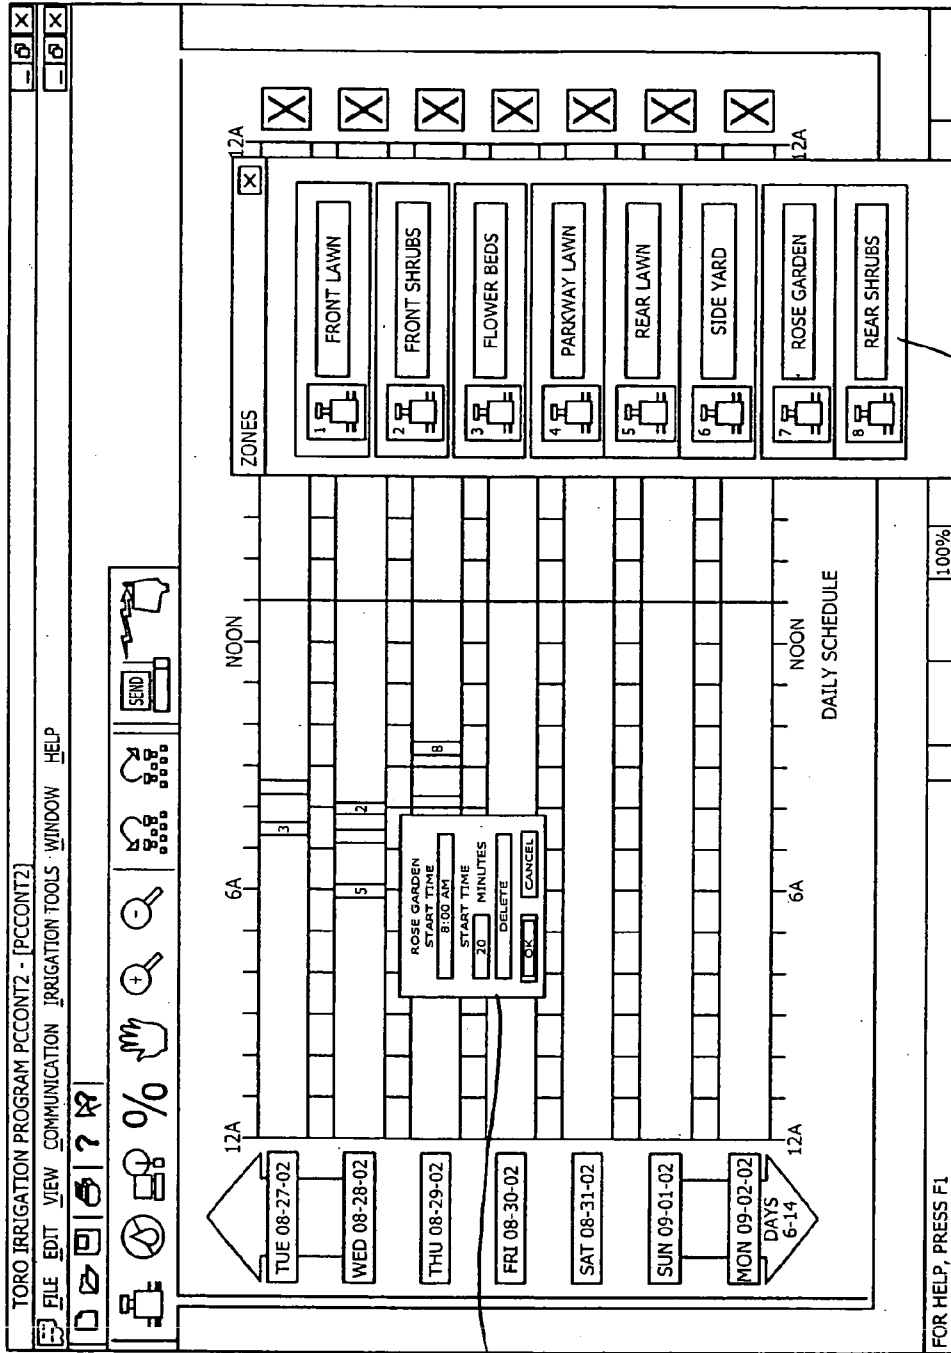 TORO IRRIGATION PROGRAM PCCONT2 - [PCCONT2]
FILE EDIT VIEW COMMUNICATION IRRIGATION TOOLS WINDOW HELP
?
%
+
-
SEND
12A
6A
NOON
12A
TUE 08-27-02
WED 08-28-02
THU 08-29-02
FRI 08-30-02
SAT 08-31-02
SUN 09-01-02
MON 09-02-02
DAYS
6-14
3
5
2
8
ROSE GARDEN
START TIME
8:00 AM
START TIME
20 MINUTES
DELETE
OK CANCEL
ZONES
1 FRONT LAWN
2 FRONT SHRUBS
3 FLOWER BEDS
4 PARKWAY LAWN
5 REAR LAWN
6 SIDE YARD
7 ROSE GARDEN
8 REAR SHRUBS
12A
6A
NOON
12A
DAILY SCHEDULE
FOR HELP, PRESS F1
100%